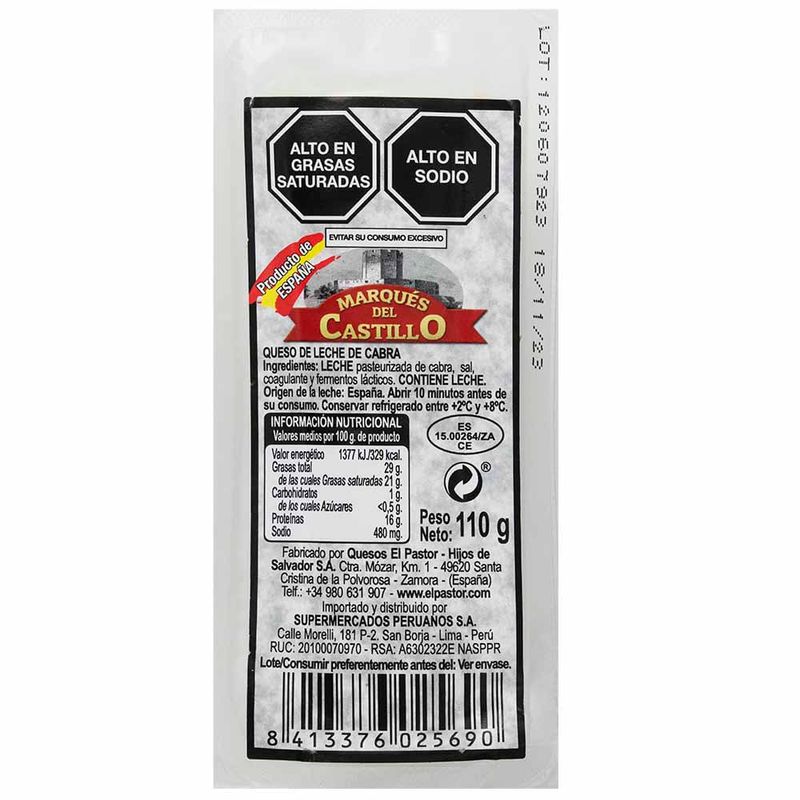 LOT:120607923 18/11/23
ALTO EN
GRASAS
SATURADAS
ALTO EN
SODIO
EVITAR SU CONSUMO EXCESIVO
Producto de
ESPAÑA
MARQUÉS
DEL
CASTILLO
QUESO DE LECHE DE CABRA
Ingredientes: LECHE pasteurizada de cabra, sal,
coagulante y fermentos lácticos. CONTIENE LECHE.
Origen de la leche: España. Abrir 10 minutos antes de
su consumo. Conservar refrigerado entre +2ºC y +8ºC.
INFORMACIÓN NUTRICIONAL
Valores medios por 100 g. de producto
Valor energético 1377 kJ./329 kcal.
Grasas total 29 g.
de las cuales Grasas saturadas 21 g.
Carbohidratos 1 g.
de los cuales Azúcares <0,5 g.
Proteínas 16 g.
Sodio 480 mg.
ES
15.00264/ZA
CE
®
Peso
Neto: 110 g
Fabricado por Quesos El Pastor - Hijos de
Salvador S.A. Ctra. Mózar, Km. 1 - 49620 Santa
Cristina de la Polvorosa - Zamora - (España)
Telf.: +34 980 631 907 - www.elpastor.com
Importado y distribuido por
SUPERMERCADOS PERUANOS S.A.
Calle Morelli, 181 P-2. San Borja - Lima - Perú
RUC: 20100070970 - RSA: A6302322E NASPPR
Lote/Consumir preferentemente antes del: Ver envase.
8 413376 025690